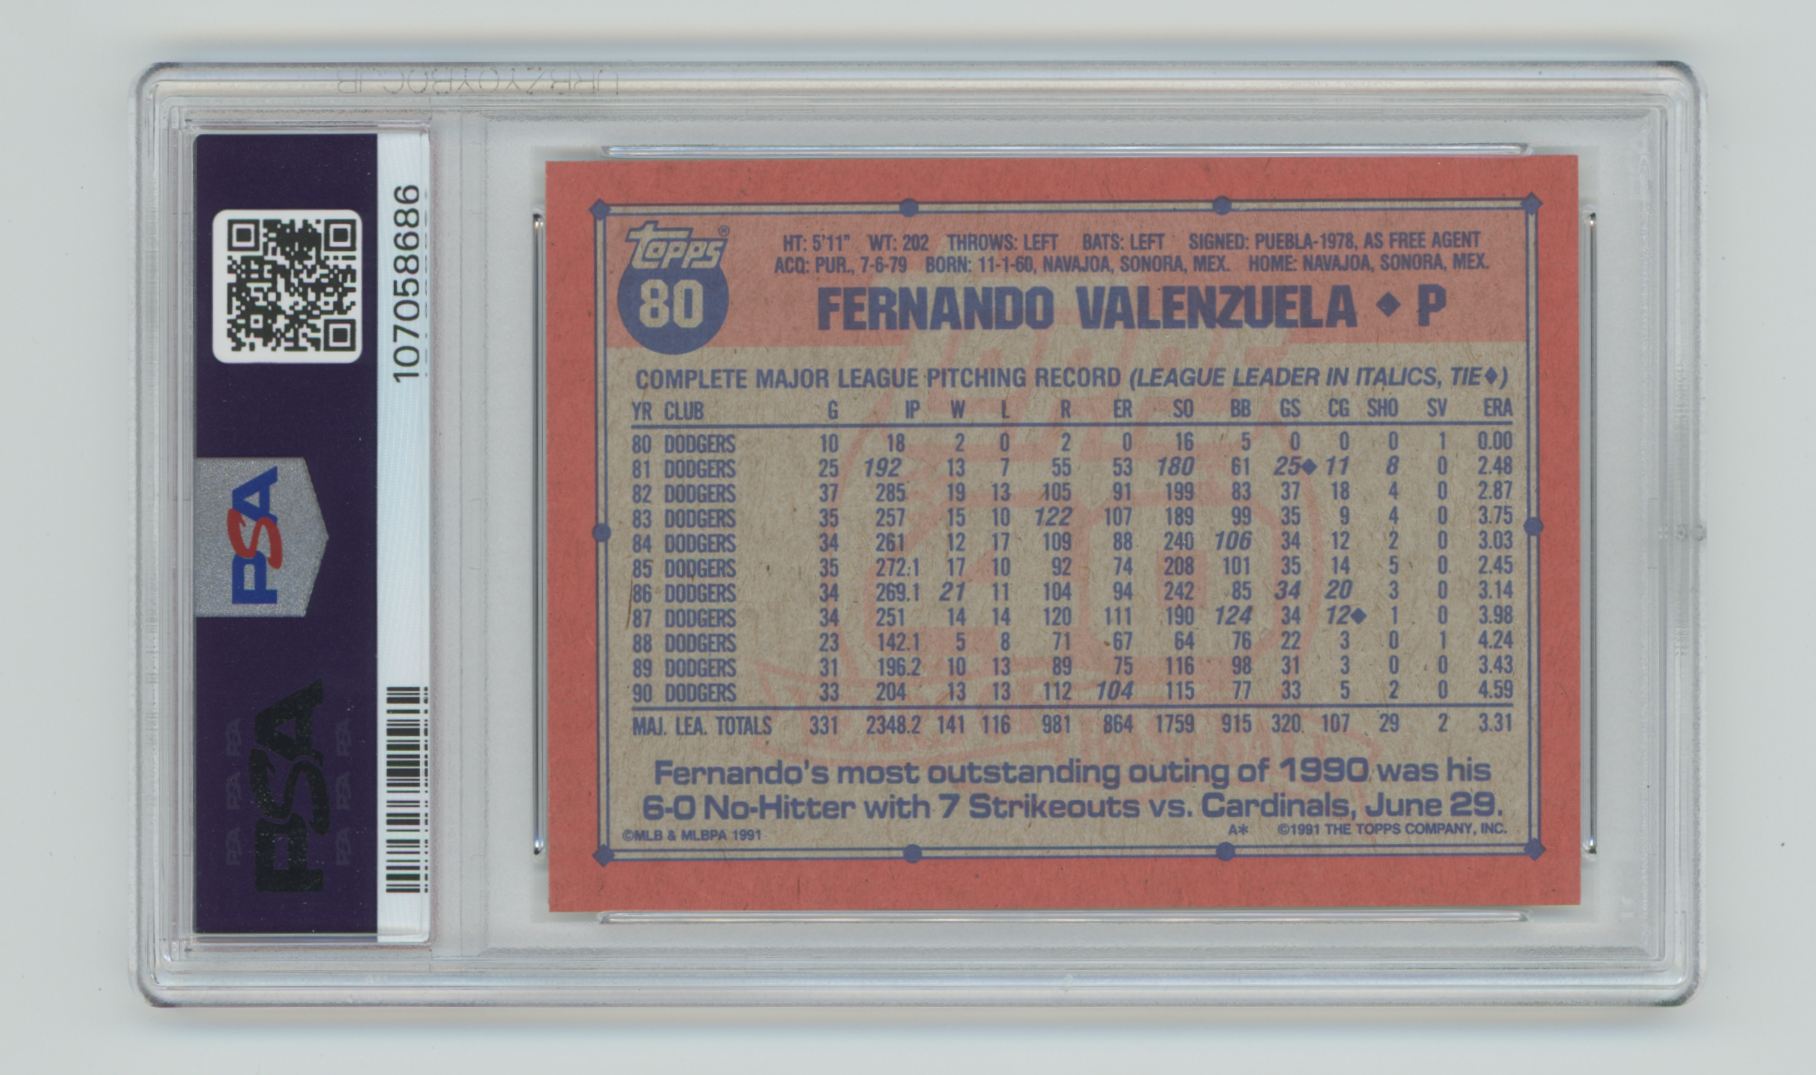 107058686
PSA
PSA
topps®
80
HT: 5'11" WT: 202 THROWS: LEFT BATS: LEFT SIGNED: PUEBLA-1978, AS FREE AGENT
ACQ: PUR., 7-6-79 BORN: 11-1-60, NAVAJOA, SONORA, MEX. HOME: NAVAJOA, SONORA, MEX.
FERNANDO VALENZUELA ◆ P
COMPLETE MAJOR LEAGUE PITCHING RECORD (LEAGUE LEADER IN ITALICS, TIE◆)
YR CLUB G IP W L R ER SO BB GS CG SHO SV ERA
80 DODGERS 10 18 2 0 2 0 16 5 0 0 0 1 0.00
81 DODGERS 25 192 13 7 55 53 180 61 25◆ 11 8 0 2.48
82 DODGERS 37 285 19 13 105 91 199 83 37 18 4 0 2.87
83 DODGERS 35 257 15 10 122 107 189 99 35 9 4 0 3.75
84 DODGERS 34 261 12 17 109 88 240 106 34 12 2 0 3.03
85 DODGERS 35 272.1 17 10 92 74 208 101 35 14 5 0 2.45
86 DODGERS 34 269.1 21 11 104 94 242 85 34 20 3 0 3.14
87 DODGERS 34 251 14 14 120 111 190 124 34 12◆ 1 0 3.98
88 DODGERS 23 142.1 5 8 71 67 64 76 22 3 0 1 4.24
89 DODGERS 31 196.2 10 13 89 75 116 98 31 3 0 0 3.43
90 DODGERS 33 204 13 13 112 104 115 77 33 5 2 0 4.59
MAJ. LEA. TOTALS 331 2348.2 141 116 981 864 1759 915 320 107 29 2 3.31
Fernando's most outstanding outing of 1990 was his
6-0 No-Hitter with 7 Strikeouts vs. Cardinals, June 29.
©MLB & MLBPA 1991 A* ©1991 THE TOPPS COMPANY, INC.